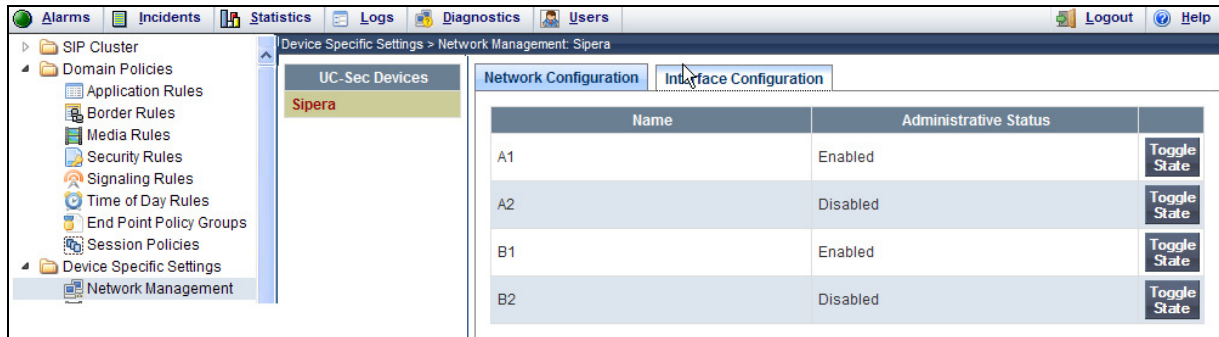 Alarms Incidents Statistics Logs Diagnostics Users Logout Help
SIP Cluster
Domain Policies
Application Rules
Border Rules
Media Rules
Security Rules
Signaling Rules
Time of Day Rules
End Point Policy Groups
Session Policies
Device Specific Settings
Network Management
Device Specific Settings > Network Management: Sipera
UC-Sec Devices
Sipera
Network Configuration Interface Configuration
Name Administrative Status
A1 Enabled Toggle
State
A2 Disabled Toggle
State
B1 Enabled Toggle
State
B2 Disabled Toggle
State